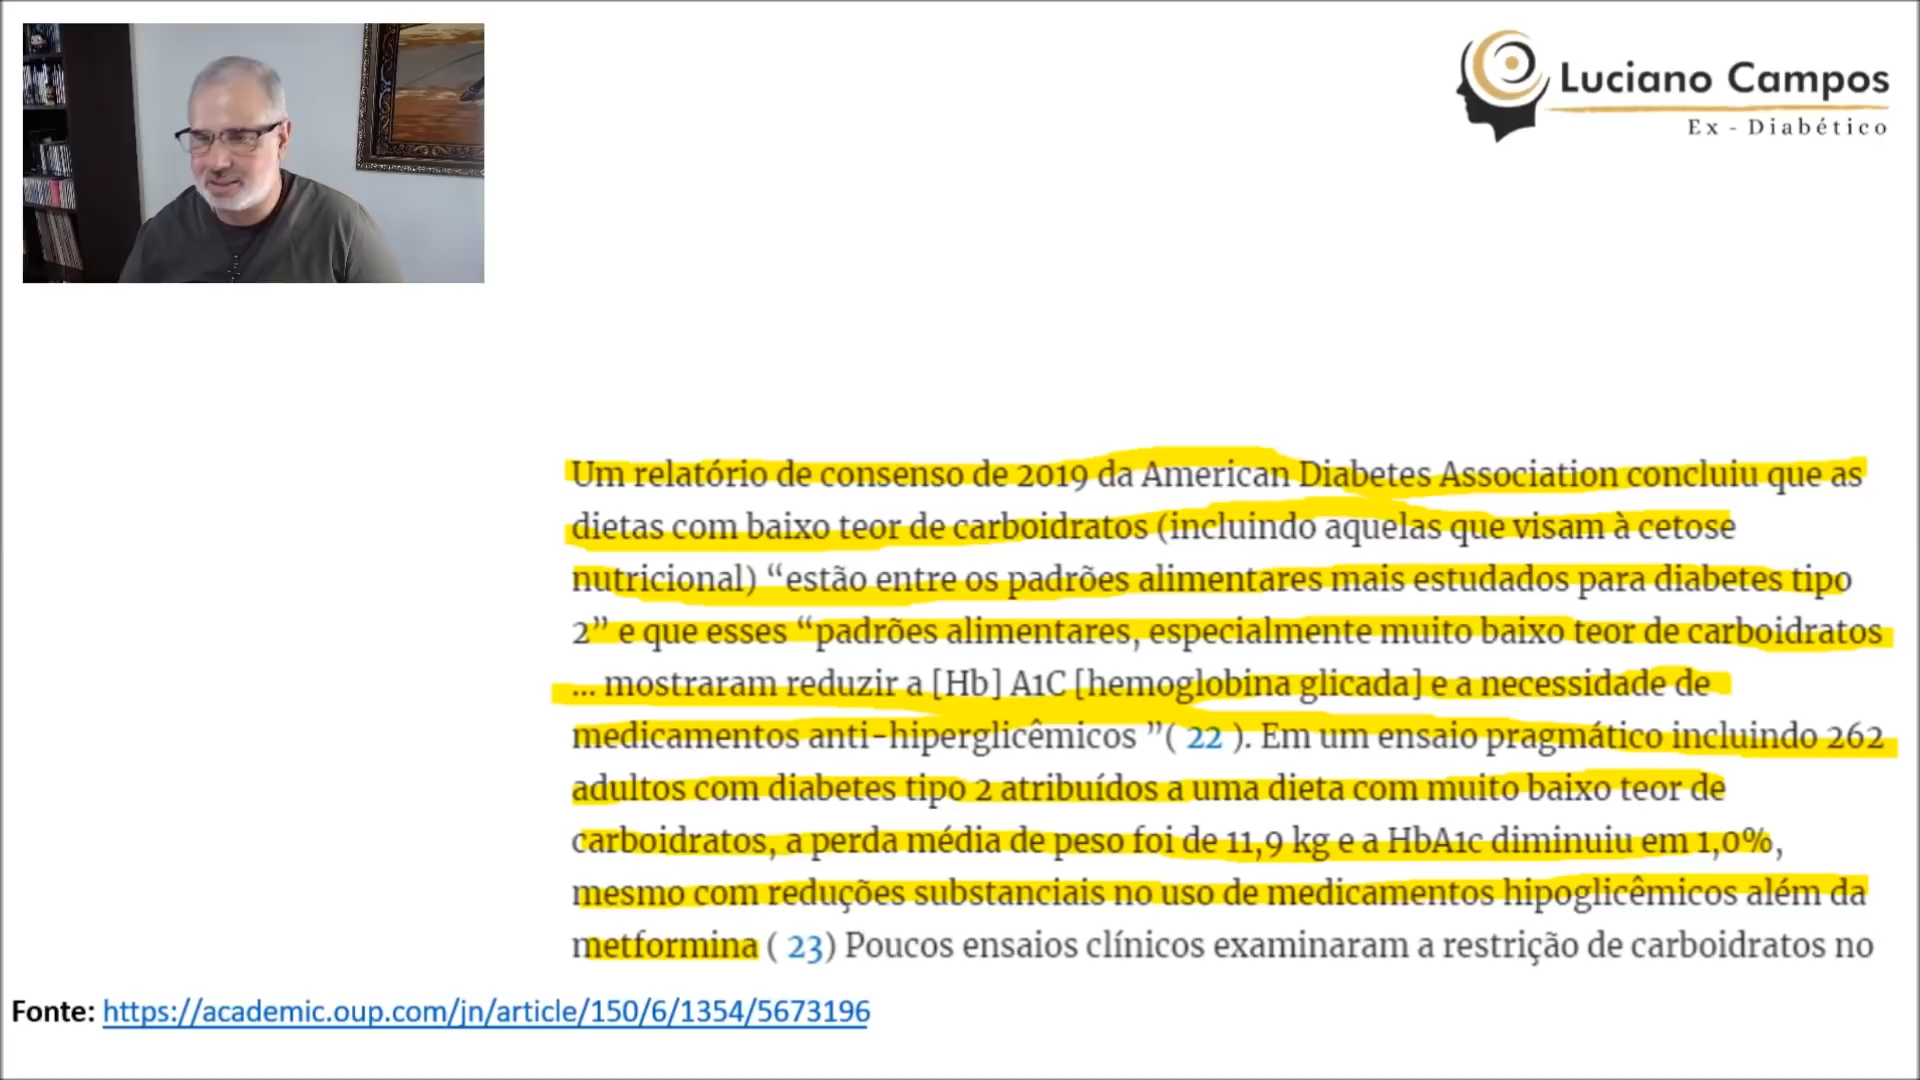 Luciano Campos
Ex - Diabético
Um relatório de consenso de 2019 da American Diabetes Association concluiu que as
dietas com baixo teor de carboidratos (incluindo aquelas que visam à cetose
nutricional) “estão entre os padrões alimentares mais estudados para diabetes tipo
2” e que esses “padrões alimentares, especialmente muito baixo teor de carboidratos
... mostraram reduzir a [Hb] A1C [hemoglobina glicada] e a necessidade de
medicamentos anti-hiperglicêmicos ”( 22 ). Em um ensaio pragmático incluindo 262
adultos com diabetes tipo 2 atribuídos a uma dieta com muito baixo teor de
carboidratos, a perda média de peso foi de 11,9 kg e a HbA1c diminuiu em 1,0%,
mesmo com reduções substanciais no uso de medicamentos hipoglicêmicos além da
metformina ( 23) Poucos ensaios clínicos examinaram a restrição de carboidratos no
Fonte: https://academic.oup.com/jn/article/150/6/1354/5673196